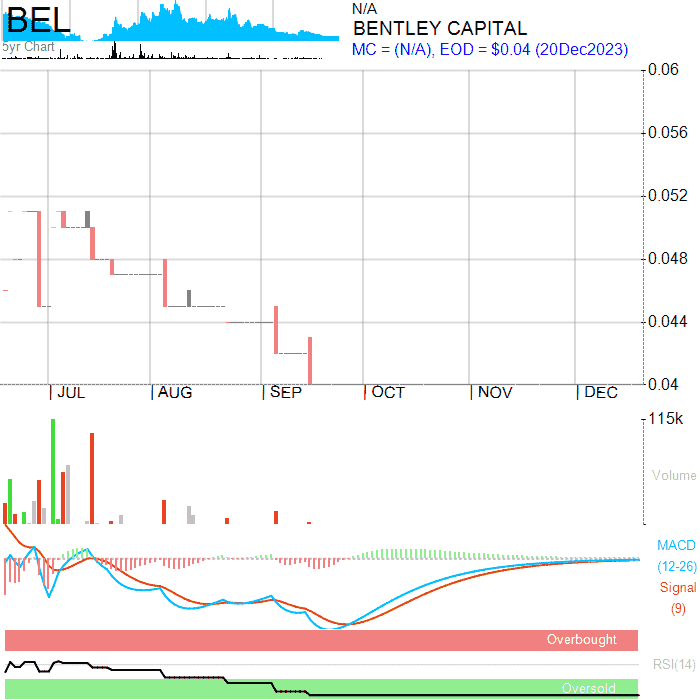 BEL
5yr Chart
N/A
BENTLEY CAPITAL
MC = (N/A), EOD = $0.04 (20Dec2023)
0.06
0.056
0.052
0.048
0.044
0.04
JUL AUG SEP OCT NOV DEC
115k
Volume
MACD
(12-26)
Signal
(9)
Overbought
RSI(14)
Oversold